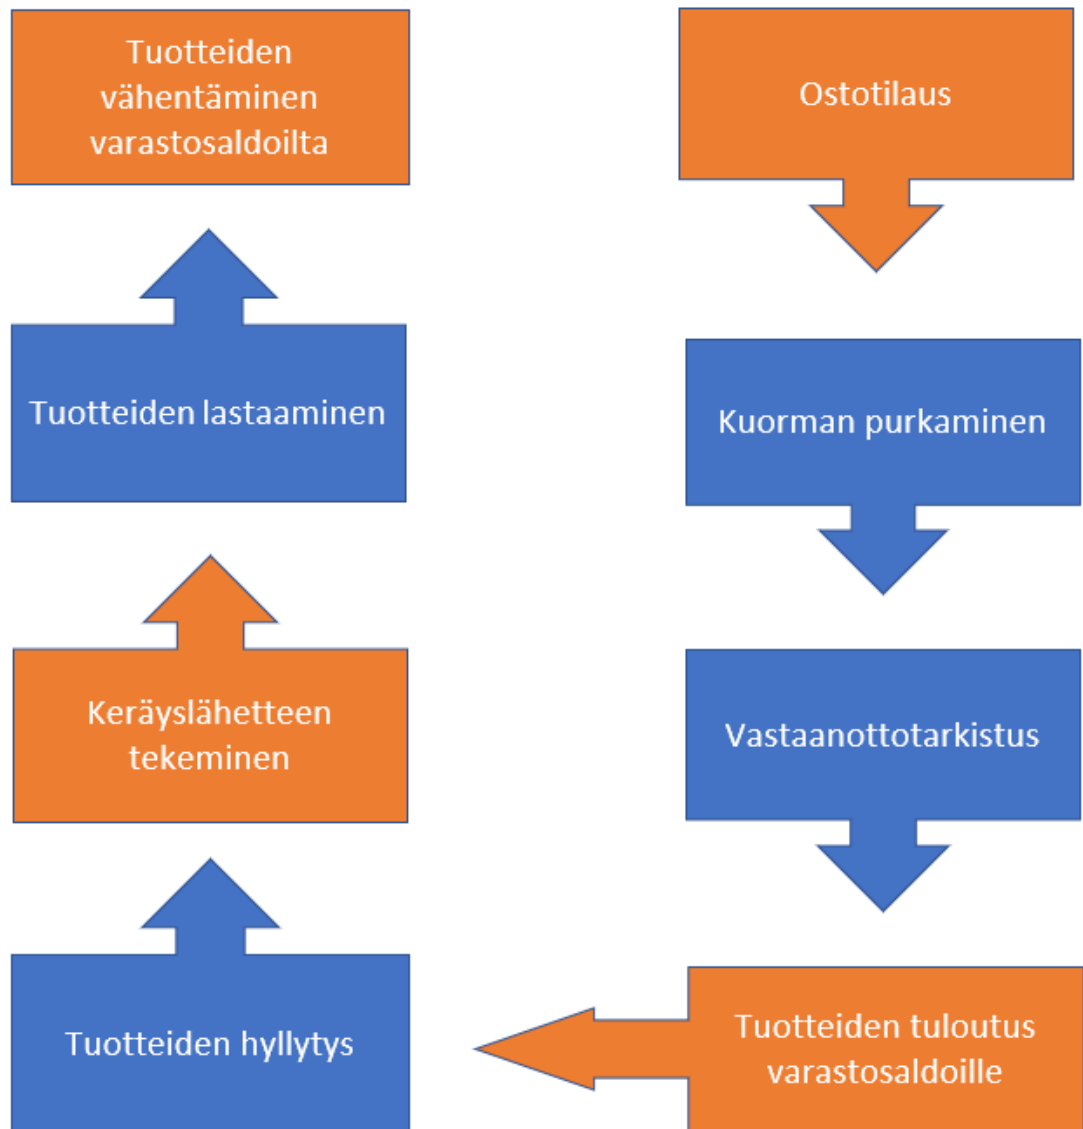 Tuotteiden
vähentäminen
varastosaldoilta
Ostotilaus
Tuotteiden lastaaminen
Kuorman purkaminen
Keräyslähetteen
tekeminen
Vastaanottotarkistus
Tuotteiden hyllytys
Tuotteiden tuloutus
varastosaldoille